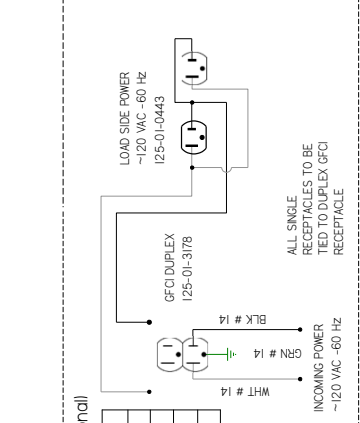 LOAD SIDE POWER
~120 VAC -60 Hz
125-01-0443
GFCI DUPLEX
125-01-3178
ALL SINGLE
RECEPTACLES TO BE
TIED TO DUPLEX GFCI
RECEPTACLE
BLK # 14
GRN # 14
WHT # 14
INCOMING POWER
~120 VAC -60 Hz
nal)